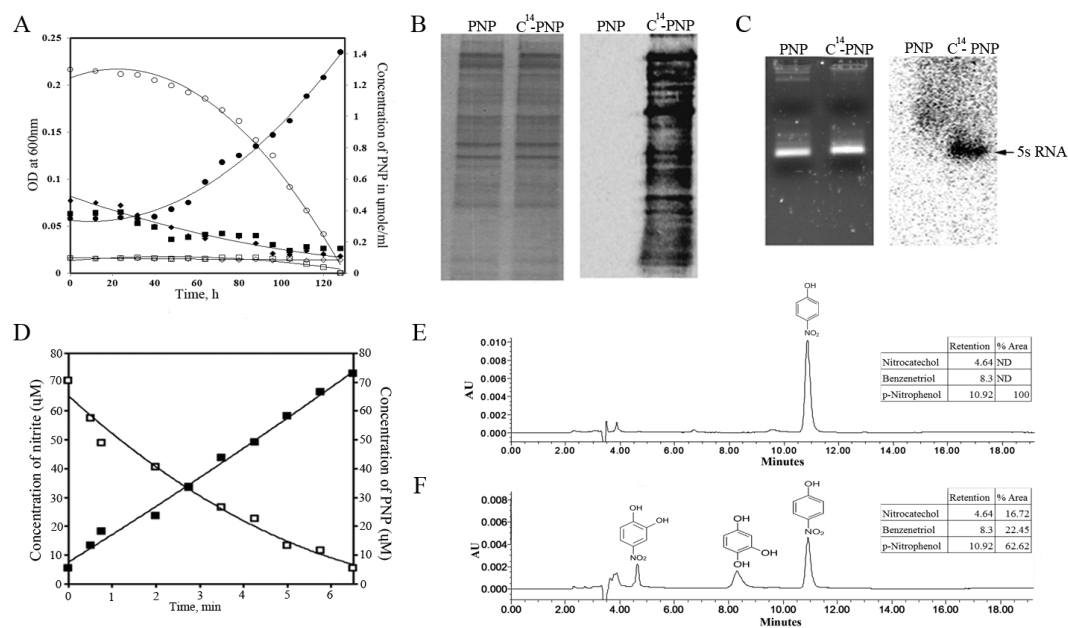 A
OD at 600nm
0.25
0.2
0.15
0.1
0.05
0
0 20 40 60 80 100 120
Time, h
1.4
1.2
1
0.8
0.6
0.4
0.2
0
Concentration of PNP in ųmole/ml
B
PNP C14-PNP
PNP C14-PNP
C
PNP C14-PNP
PNP C14- PNP
5s RNA
D
Concentration of nitrite (ųM)
80
70
60
50
40
30
20
10
0
0 1 2 3 4 5 6
Time, min
80
70
60
50
40
30
20
10
0
Concentration of PNP (ųM)
E
AU
0.010
0.008
0.006
0.004
0.002
0.000
OH
NO2
Retention % Area
Nitrocatechol 4.64 ND
Benzenetriol 8.3 ND
p-Nitrophenol 10.92 100
0.00 2.00 4.00 6.00 8.00 10.00 12.00 14.00 16.00 18.00
Minutes
F
AU
0.008
0.006
0.004
0.002
0.000
OH
OH
NO2
OH
OH
OH
OH
NO2
Retention % Area
Nitrocatechol 4.64 16.72
Benzenetriol 8.3 22.45
p-Nitrophenol 10.92 62.62
0.00 2.00 4.00 6.00 8.00 10.00 12.00 14.00 16.00 18.00
Minutes